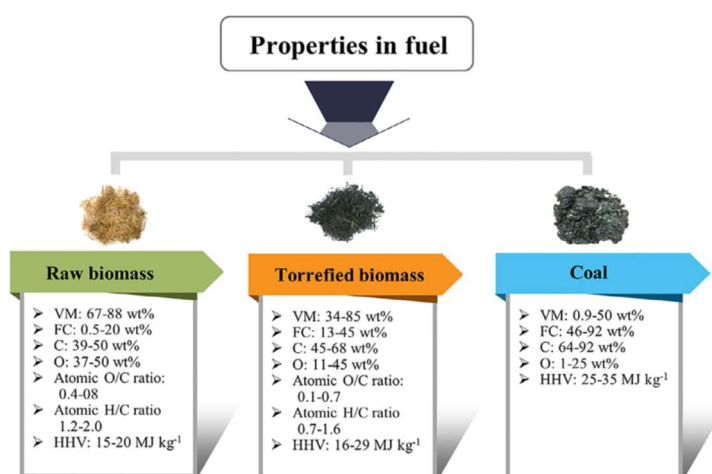 Properties in fuel
Raw biomass
➢ VM: 67-88 wt%
➢ FC: 0.5-20 wt%
➢ C: 39-50 wt%
➢ O: 37-50 wt%
➢ Atomic O/C ratio:
0.4-08
➢ Atomic H/C ratio
1.2-2.0
➢ HHV: 15-20 MJ kg⁻¹
Torrefied biomass
➢ VM: 34-85 wt%
➢ FC: 13-45 wt%
➢ C: 45-68 wt%
➢ O: 11-45 wt%
➢ Atomic O/C ratio:
0.1-0.7
➢ Atomic H/C ratio
0.7-1.6
➢ HHV: 16-29 MJ kg⁻¹
Coal
➢ VM: 0.9-50 wt%
➢ FC: 46-92 wt%
➢ C: 64-92 wt%
➢ O: 1-25 wt%
➢ HHV: 25-35 MJ kg⁻¹